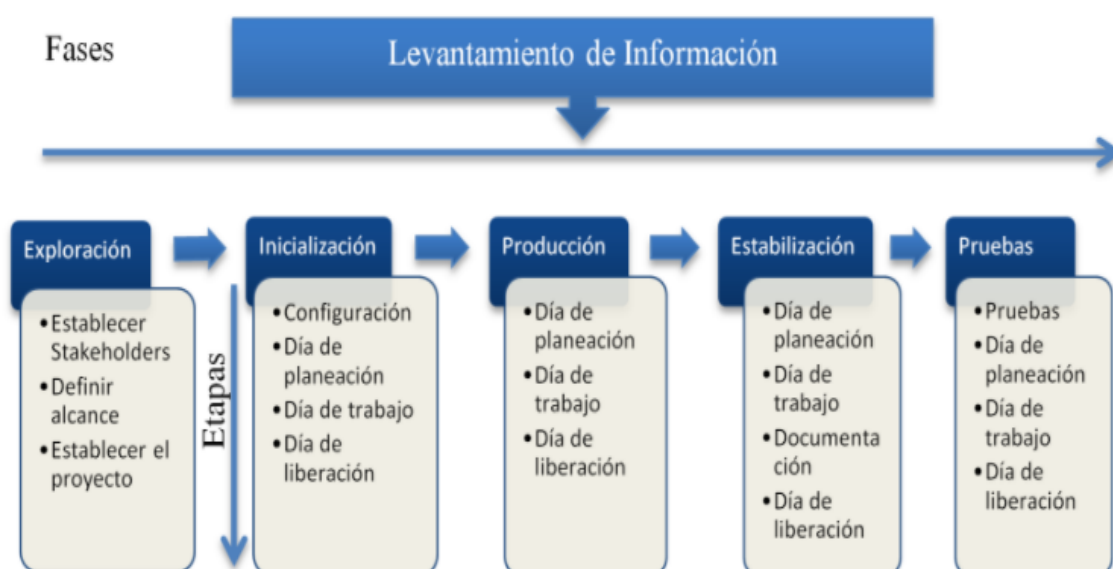 Fases
Levantamiento de Información
Exploración
•Establecer
Stakeholders
•Definir
alcance
•Establecer el
proyecto
Etapas
Inicialización
•Configuración
•Día de
planeación
•Día de trabajo
•Día de
liberación
Producción
•Día de
planeación
•Día de
trabajo
•Día de
liberación
Estabilización
•Día de
planeación
•Día de
trabajo
•Documenta
ción
•Día de
liberación
Pruebas
•Pruebas
•Día de
planeación
•Día de
trabajo
•Día de
liberación